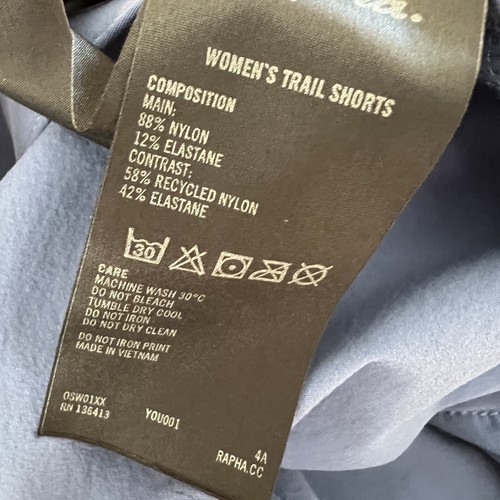 WOMEN'S TRAIL SHORTS
COMPOSITION
MAIN:
88% NYLON
12% ELASTANE
CONTRAST:
58% RECYCLED NYLON
42% ELASTANE
30
CARE
MACHINE WASH 30°C
DO NOT BLEACH
TUMBLE DRY COOL
DO NOT IRON
DO NOT DRY CLEAN
DO NOT IRON PRINT
MADE IN VIETNAM
OSW01XX
RN 136413
YOU001
4A
RAPHA.CC